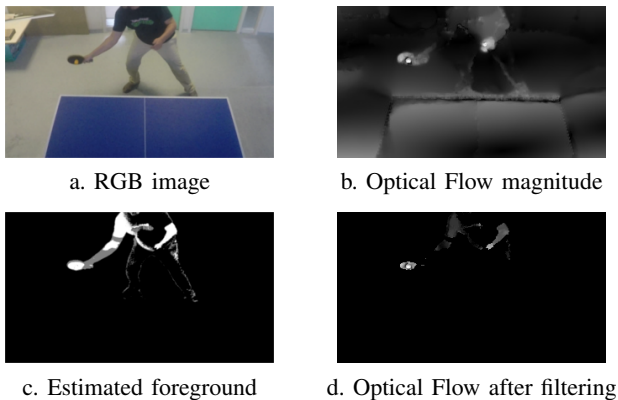 a. RGB image
b. Optical Flow magnitude
c. Estimated foreground
d. Optical Flow after filtering